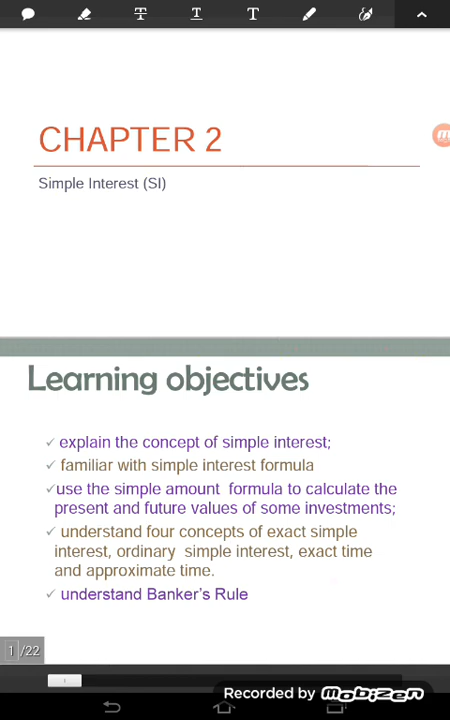 CHAPTER 2
Simple Interest (SI)
Learning objectives
✓ explain the concept of simple interest;
✓ familiar with simple interest formula
✓ use the simple amount formula to calculate the
present and future values of some investments;
✓ understand four concepts of exact simple
interest, ordinary simple interest, exact time
and approximate time.
✓ understand Banker's Rule
1 /22
Recorded by MOBIZEN